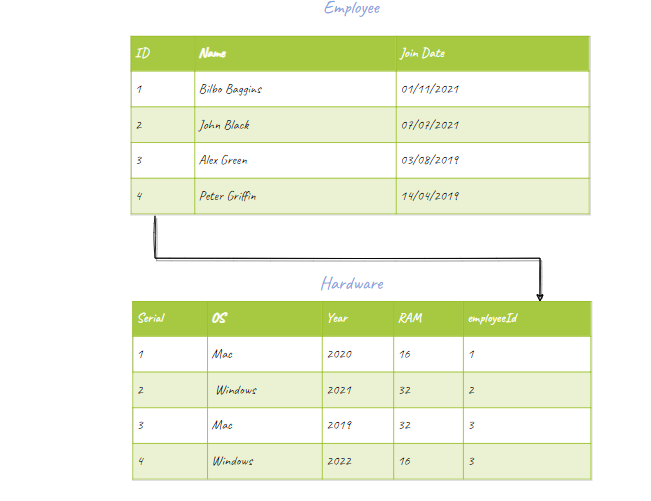 Employee
ID Name Join Date
1 Bilbo Baggins 01/11/2021
2 John Black 07/07/2021
3 Alex Green 03/08/2019
4 Peter Griffin 14/04/2019
Hardware
Serial OS Year RAM employeeId
1 Mac 2020 16 1
2 Windows 2021 32 2
3 Mac 2019 32 3
4 Windows 2022 16 3